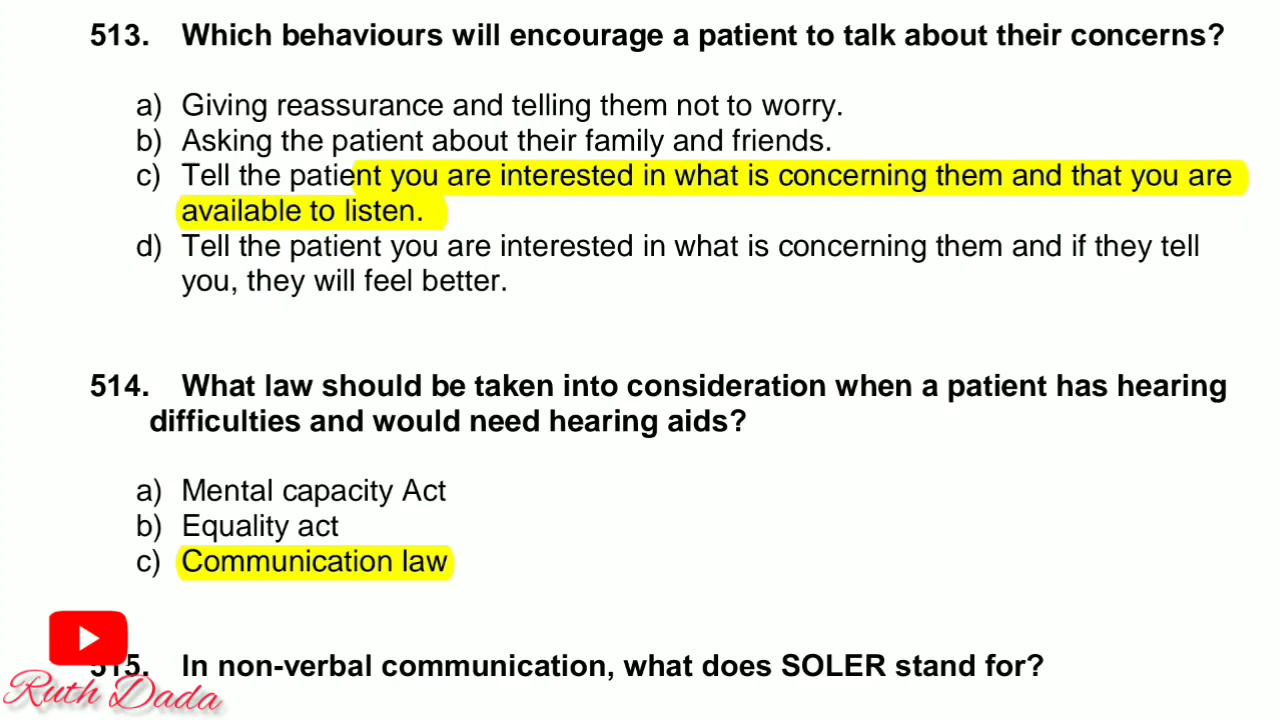 513. Which behaviours will encourage a patient to talk about their concerns?
a) Giving reassurance and telling them not to worry.
b) Asking the patient about their family and friends.
c) Tell the patient you are interested in what is concerning them and that you are
available to listen.
d) Tell the patient you are interested in what is concerning them and if they tell
you, they will feel better.
514. What law should be taken into consideration when a patient has hearing
difficulties and would need hearing aids?
a) Mental capacity Act
b) Equality act
c) Communication law
515. In non-verbal communication, what does SOLER stand for?
Ruth Dada